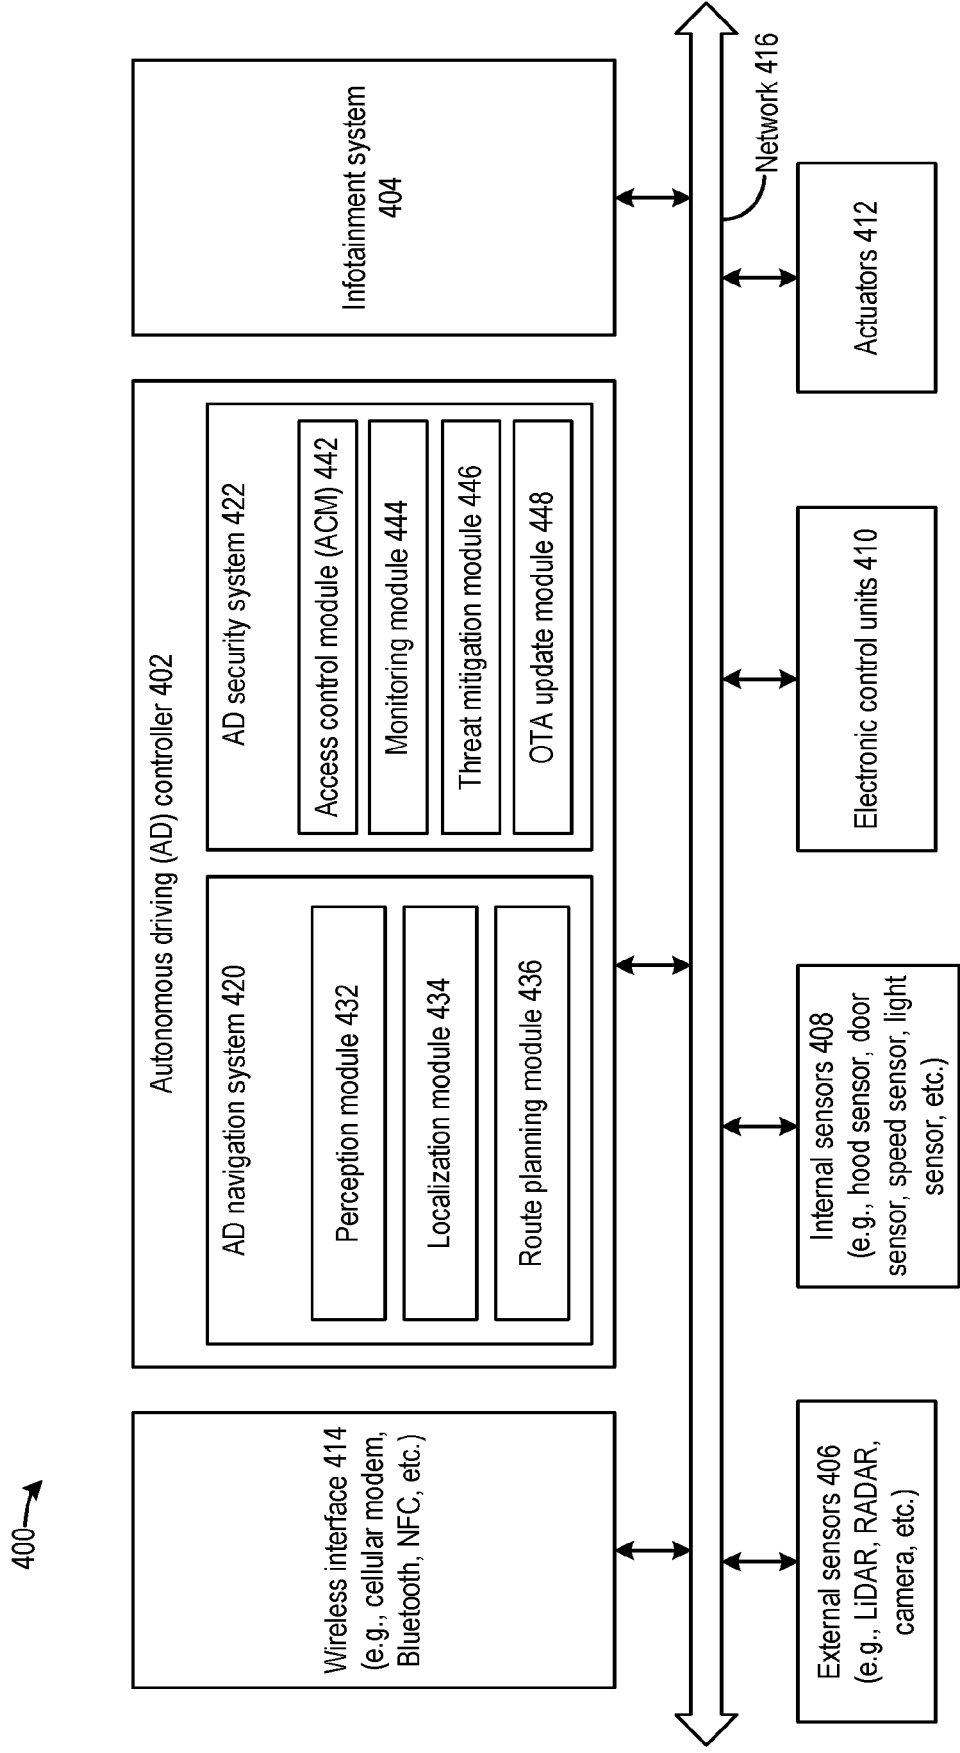 400
Wireless interface 414
(e.g., cellular modem,
Bluetooth, NFC, etc.)
Autonomous driving (AD) controller 402
AD navigation system 420
Perception module 432
Localization module 434
Route planning module 436
AD security system 422
Access control module (ACM) 442
Monitoring module 444
Threat mitigation module 446
OTA update module 448
Infotainment system
404
Network 416
External sensors 406
(e.g., LiDAR, RADAR,
camera, etc.)
Internal sensors 408
(e.g., hood sensor, door
sensor, speed sensor, light
sensor, etc.)
Electronic control units 410
Actuators 412